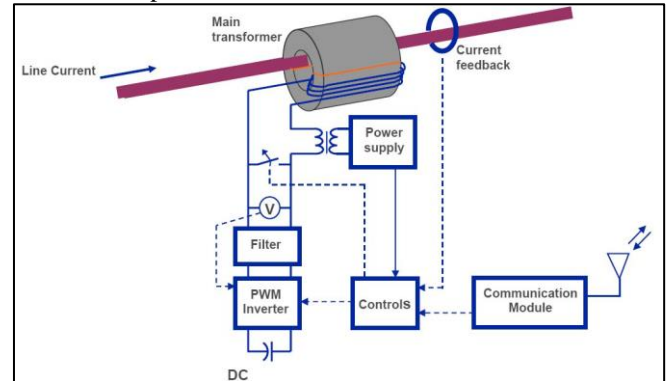 Main
transformer
Line Current
Current
feedback
Power
supply
V
Filter
PWM
Inverter
Controls
Communication
Module
DC